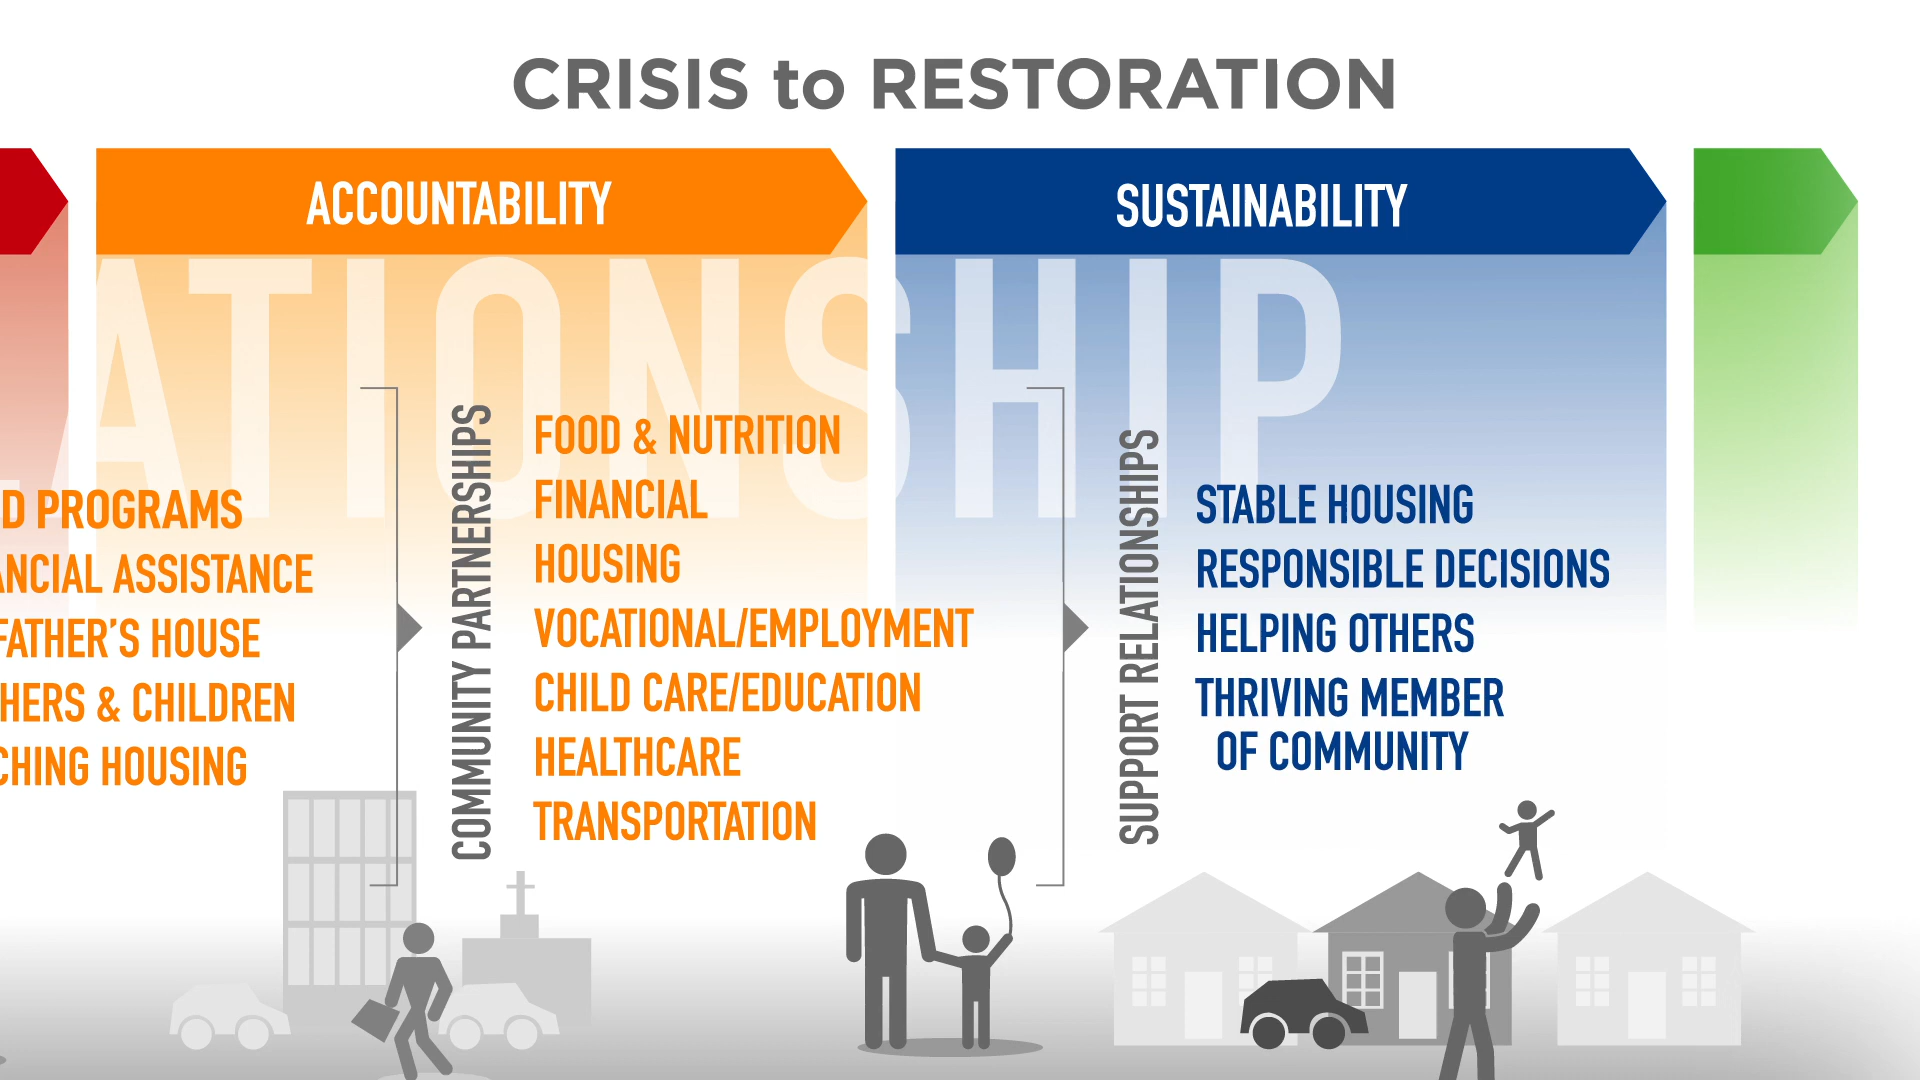 CRISIS to RESTORATION
ACCOUNTABILITY
SUSTAINABILITY
ATIONSHIP
D PROGRAMS
NCIAL ASSISTANCE
FATHER'S HOUSE
HERS & CHILDREN
CHING HOUSING
COMMUNITY PARTNERSHIPS
FOOD & NUTRITION
FINANCIAL
HOUSING
VOCATIONAL/EMPLOYMENT
CHILD CARE/EDUCATION
HEALTHCARE
TRANSPORTATION
SUPPORT RELATIONSHIPS
STABLE HOUSING
RESPONSIBLE DECISIONS
HELPING OTHERS
THRIVING MEMBER
OF COMMUNITY